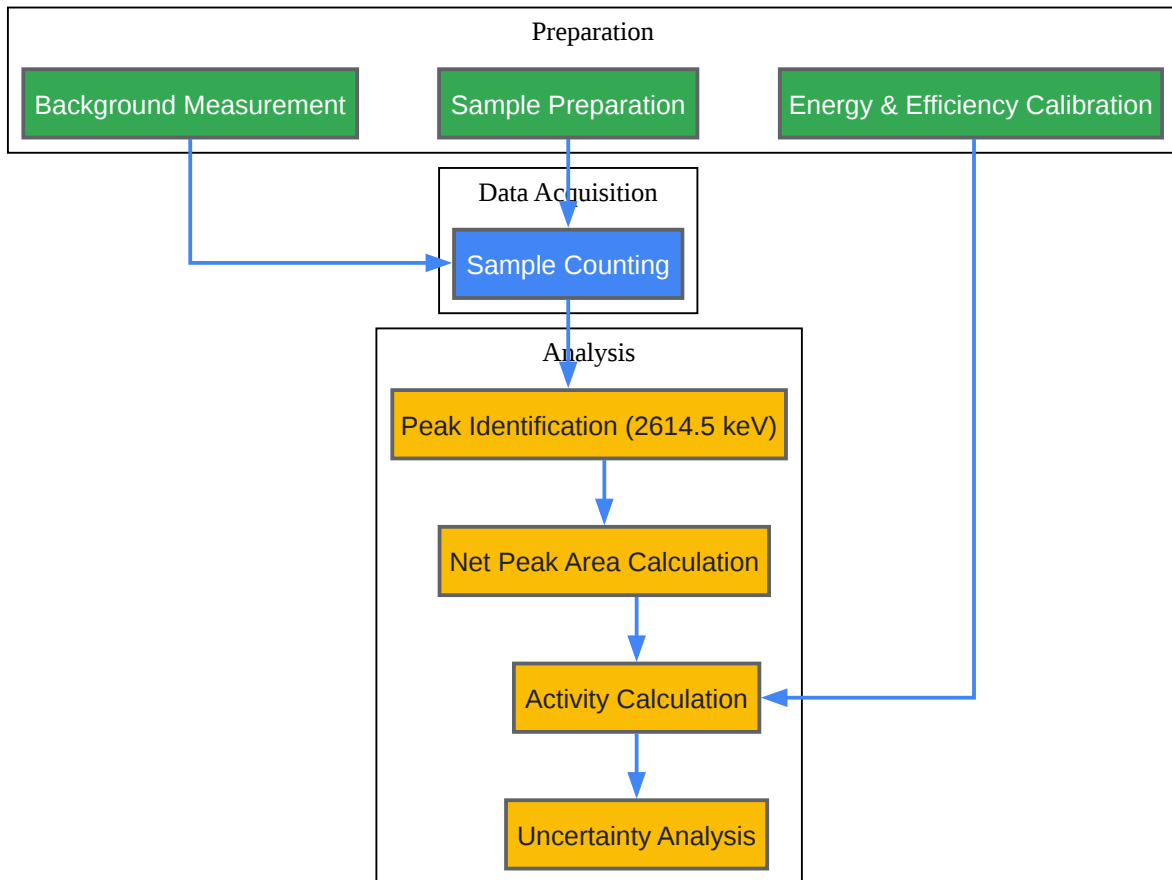 Preparation
Background Measurement
Sample Preparation
Energy & Efficiency Calibration
Data Acquisition
Sample Counting
Analysis
Peak Identification (2614.5 keV)
Net Peak Area Calculation
Activity Calculation
Uncertainty Analysis